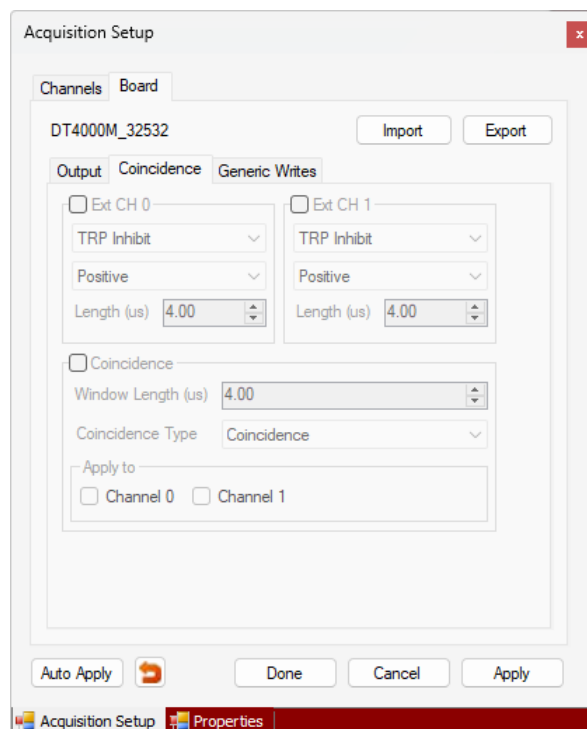 Acquisition Setup
x
Channels Board
DT4000M_32532 Import Export
Output Coincidence Generic Writes
Ext CH 0 Ext CH 1
TRP Inhibit TRP Inhibit
Positive Positive
Length (us) 4.00 Length (us) 4.00
Coincidence
Window Length (us) 4.00
Coincidence Type Coincidence
Apply to
Channel 0 Channel 1
Auto Apply Done Cancel Apply
Acquisition Setup Properties